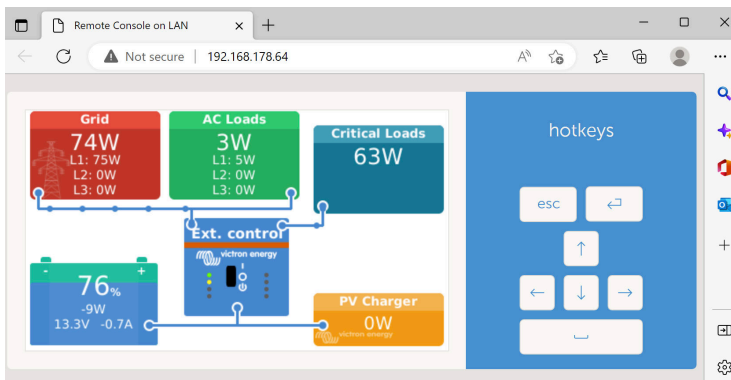 Remote Console on LAN
Not secure
192.168.178.64
Grid
74W
L1: 75W
L2: 0W
L3: 0W
AC Loads
3W
L1: 5W
L2: 0W
L3: 0W
Critical Loads
63W
hotkeys
esc
Ext. control
victron energy
I
O
- +
76%
-9W
13.3V -0.7A
PV Charger
0W
victron energy